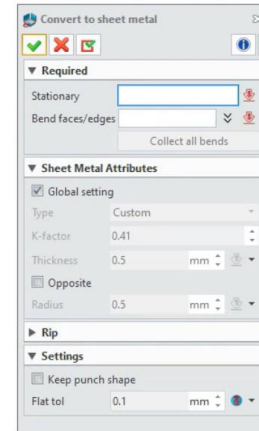 Convert to sheet metal
Required
Stationary
Bend faces/edges
Collect all bends
Sheet Metal Attributes
Global setting
Type Custom
K-factor 0.41
Thickness 0.5 mm
Opposite
Radius 0.5 mm
Rip
Settings
Keep punch shape
Flat tol 0.1 mm